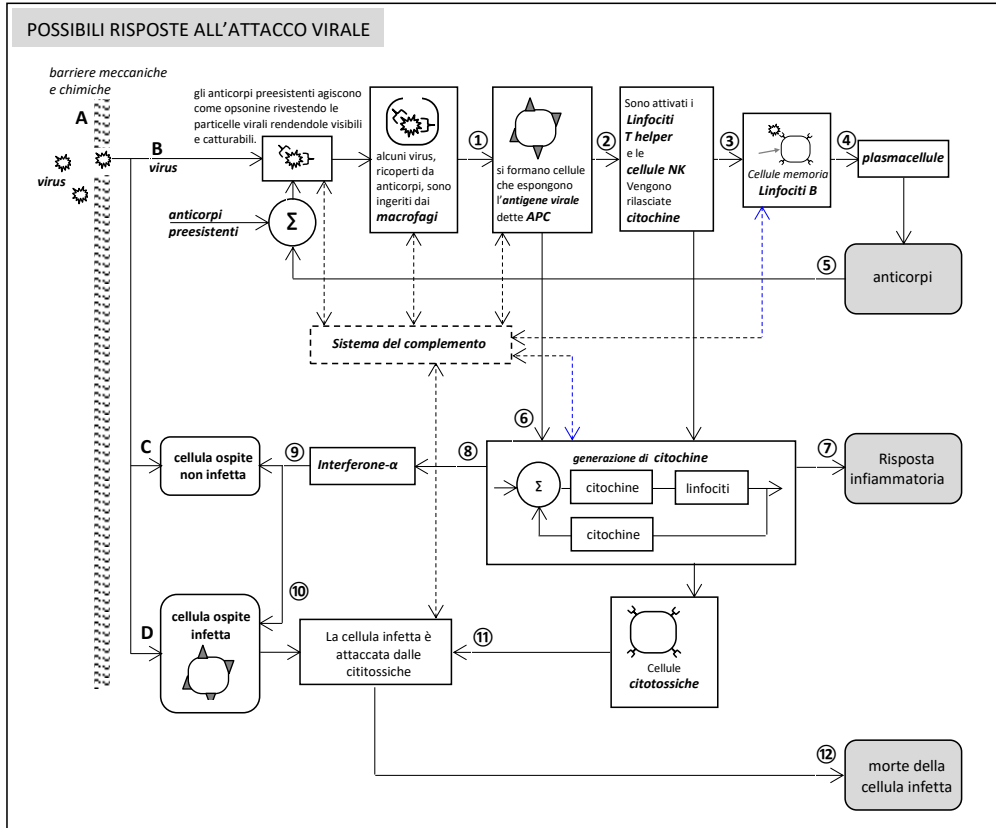 POSSIBILI RISPOSTE ALL’ATTACCO VIRALE
barriere meccaniche
e chimiche
A
virus
B
virus
gli anticorpi preesistenti agiscono
come opsonine rivestendo le
particelle virali rendendole visibili
e catturabili.
anticorpi
preesistenti
Σ
alcuni virus,
ricoperti da
anticorpi, sono
ingeriti dai
macrofagi
①
si formano cellule
che espongono
l’antigene virale
dette APC
②
Sono attivati i
Linfociti
T helper
e le
cellule NK
Vengono
rilasciate
citochine
③
Cellule memoria
Linfociti B
④
plasmacellule
⑤
anticorpi
Sistema del complemento
⑥
C
cellula ospite
non infetta
⑨
Interferone-α
⑧
generazione di citochine
Σ
citochine
linfociti
citochine
⑦
Risposta
infiammatoria
⑩
D
cellula ospite
infetta
La cellula infetta è
attaccata dalle
cititossiche
⑪
Cellule
citotossiche
⑫
morte della
cellula infetta